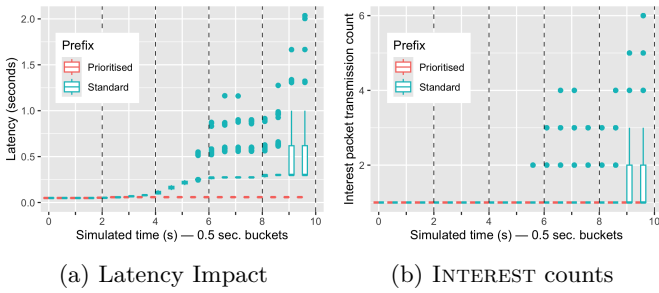 Prefix
Prioritised
Standard
Latency (seconds)
2.0
1.5
1.0
0.5
0.0
0
2
4
6
8
10
Simulated time (s) — 0.5 sec. buckets
(a) Latency Impact
Prefix
Prioritised
Standard
Interest packet transmission count
6
4
2
0
2
4
6
8
10
Simulated time (s) — 0.5 sec. buckets
(b) INTEREST counts